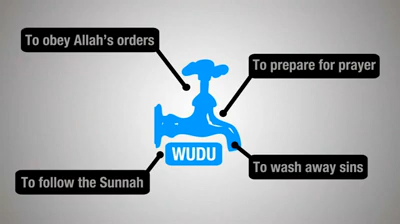 To obey Allah's orders
To prepare for prayer
WUDU
To wash away sins
To follow the Sunnah